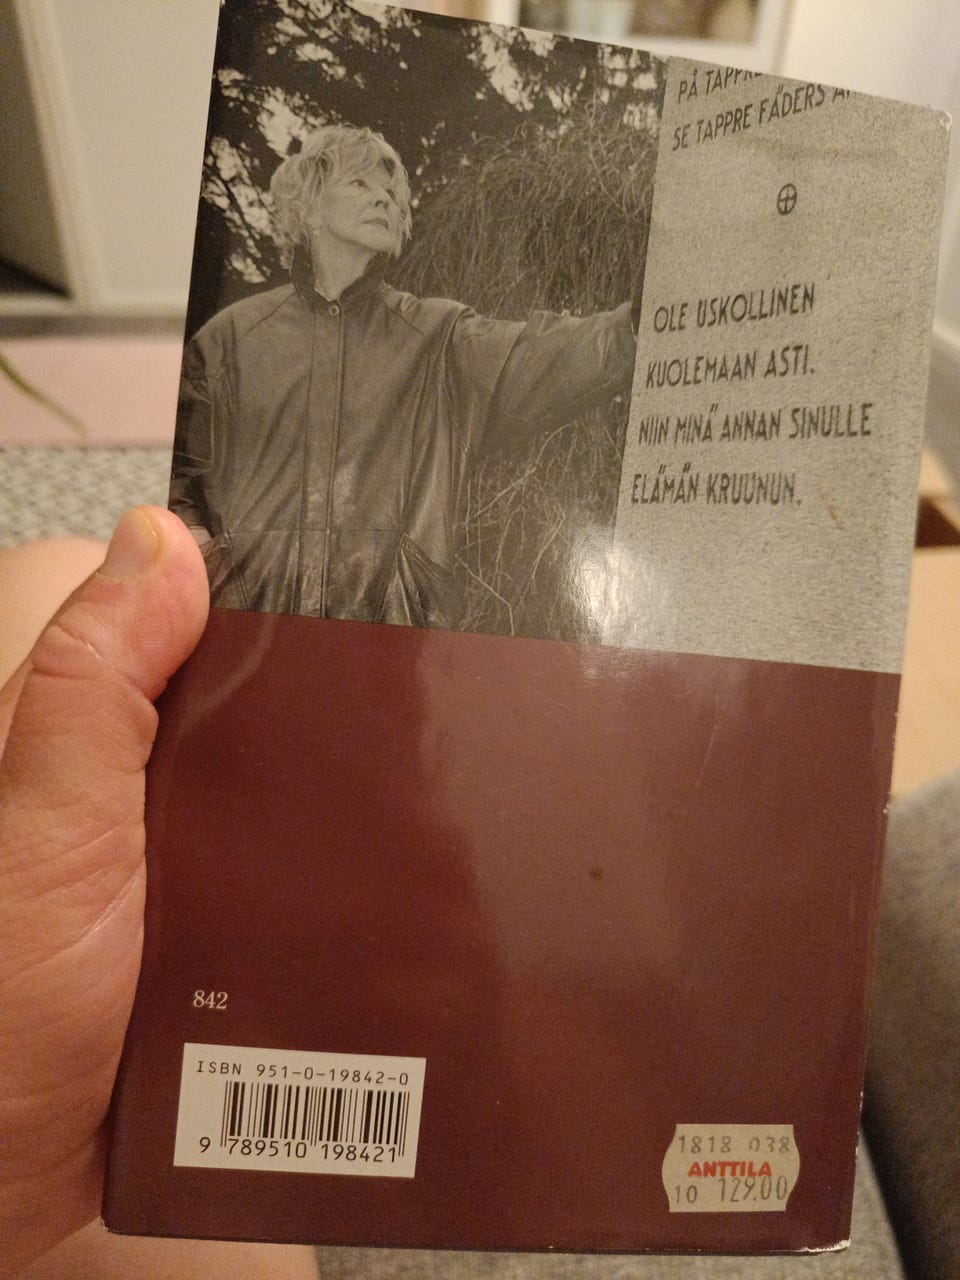 PÅ
SE TAPPRE FÄDERS
OLE USKOLLINEN
KUOLEMAAN ASTI.
NIIN MINÄ ANNAN SINULLE
ELÄMÄN KRUUNUN.
842
ISBN 951-0-19842-0
9 789510 198421
1818 038
ANTTILA
10 129.00